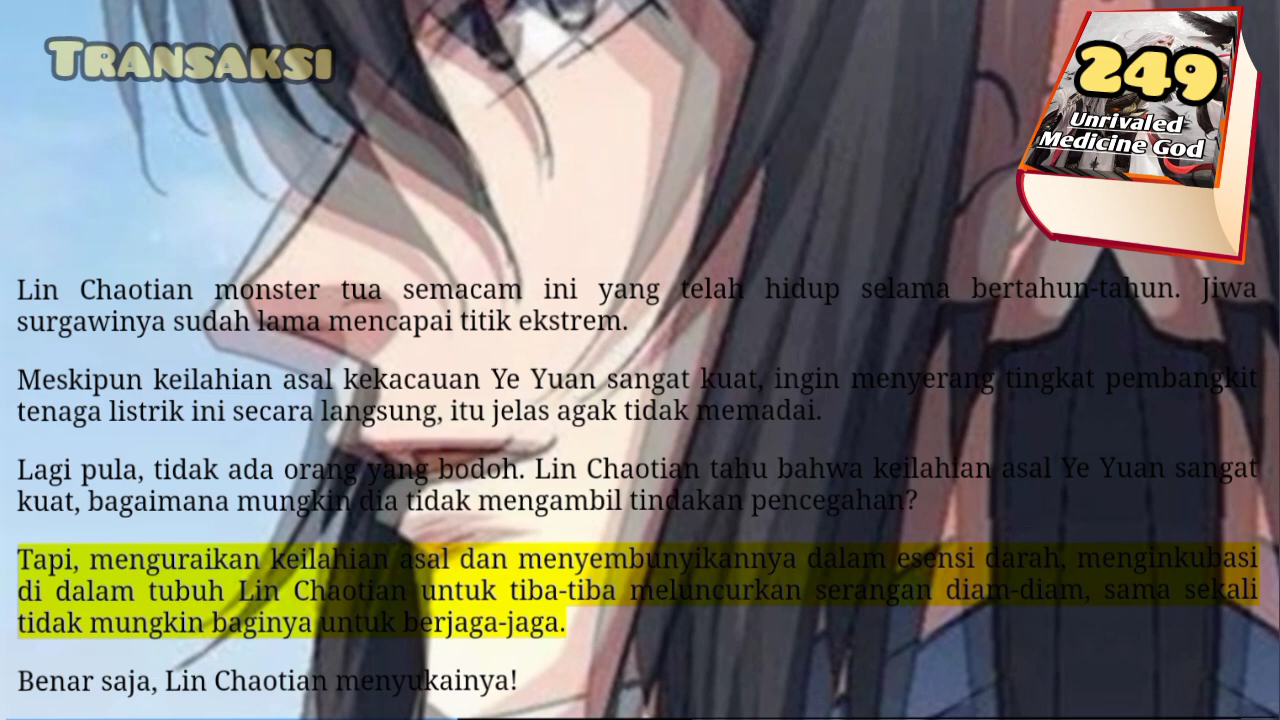 Transaksi
249
Unrivaled
Medicine God
Lin Chaotian monster tua semacam ini yang telah hidup selama bertahun-tahun. Jiwa
surgawinya sudah lama mencapai titik ekstrem.
Meskipun keilahian asal kekacauan Ye Yuan sangat kuat, ingin menyerang tingkat pembangkit
tenaga listrik ini secara langsung, itu jelas agak tidak memadai.
Lagi pula, tidak ada orang yang bodoh. Lin Chaotian tahu bahwa keilahian asal Ye Yuan sangat
kuat, bagaimana mungkin dia tidak mengambil tindakan pencegahan?
Tapi, menguraikan keilahian asal dan menyembunyikannya dalam esensi darah, menginkubasi
di dalam tubuh Lin Chaotian untuk tiba-tiba meluncurkan serangan diam-diam, sama sekali
tidak mungkin baginya untuk berjaga-jaga.
Benar saja, Lin Chaotian menyukainya!